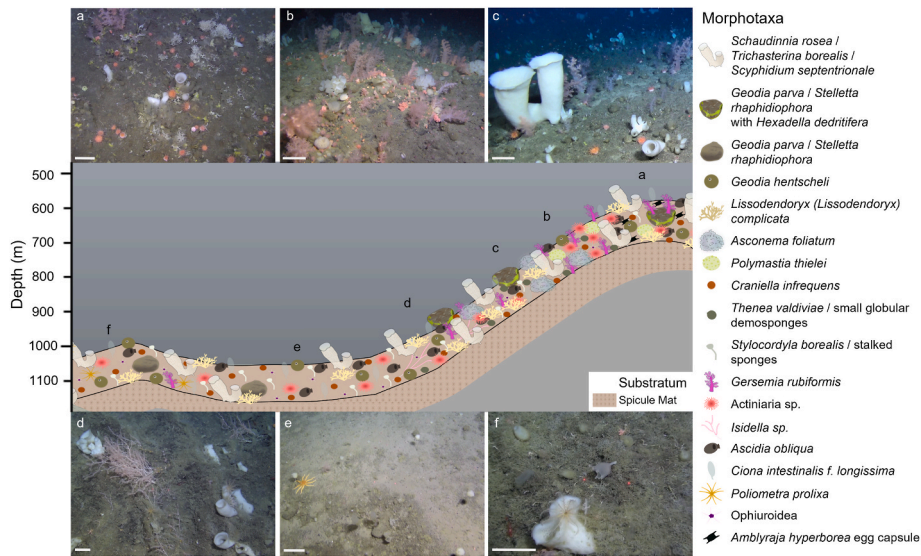 a
b
c
Morphotaxa
Schaudinnia rosea /
Trichasterina borealis /
Scyphidium septentrionale
Geodia parva / Stelletta
rhaphidiophora
with Hexadella dedritifera
Geodia parva / Stelletta
rhaphidiophora
Geodia hentscheli
Lissodendoryx (Lissodendoryx)
complicata
Asconema foliatum
Polymastia thielei
Craniella infrequens
Thenea valdiviae / small globular
demosponges
Stylocordyla borealis / stalked
sponges
Gersemia rubiformis
Actiniaria sp.
Isidella sp.
Ascidia obliqua
Ciona intestinalis f. longissima
Poliometra prolixa
Ophiuroidea
Amblyraja hyperborea egg capsule
Depth (m)
500
600
700
800
900
1000
1100
a
b
c
d
e
f
Substratum
Spicule Mat
d
e
f